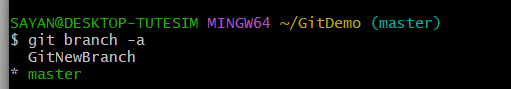 SAYAN@DESKTOP-TUTESIM MINGW64 ~/GitDemo (master)
$ git branch -a
  GitNewBranch
* master